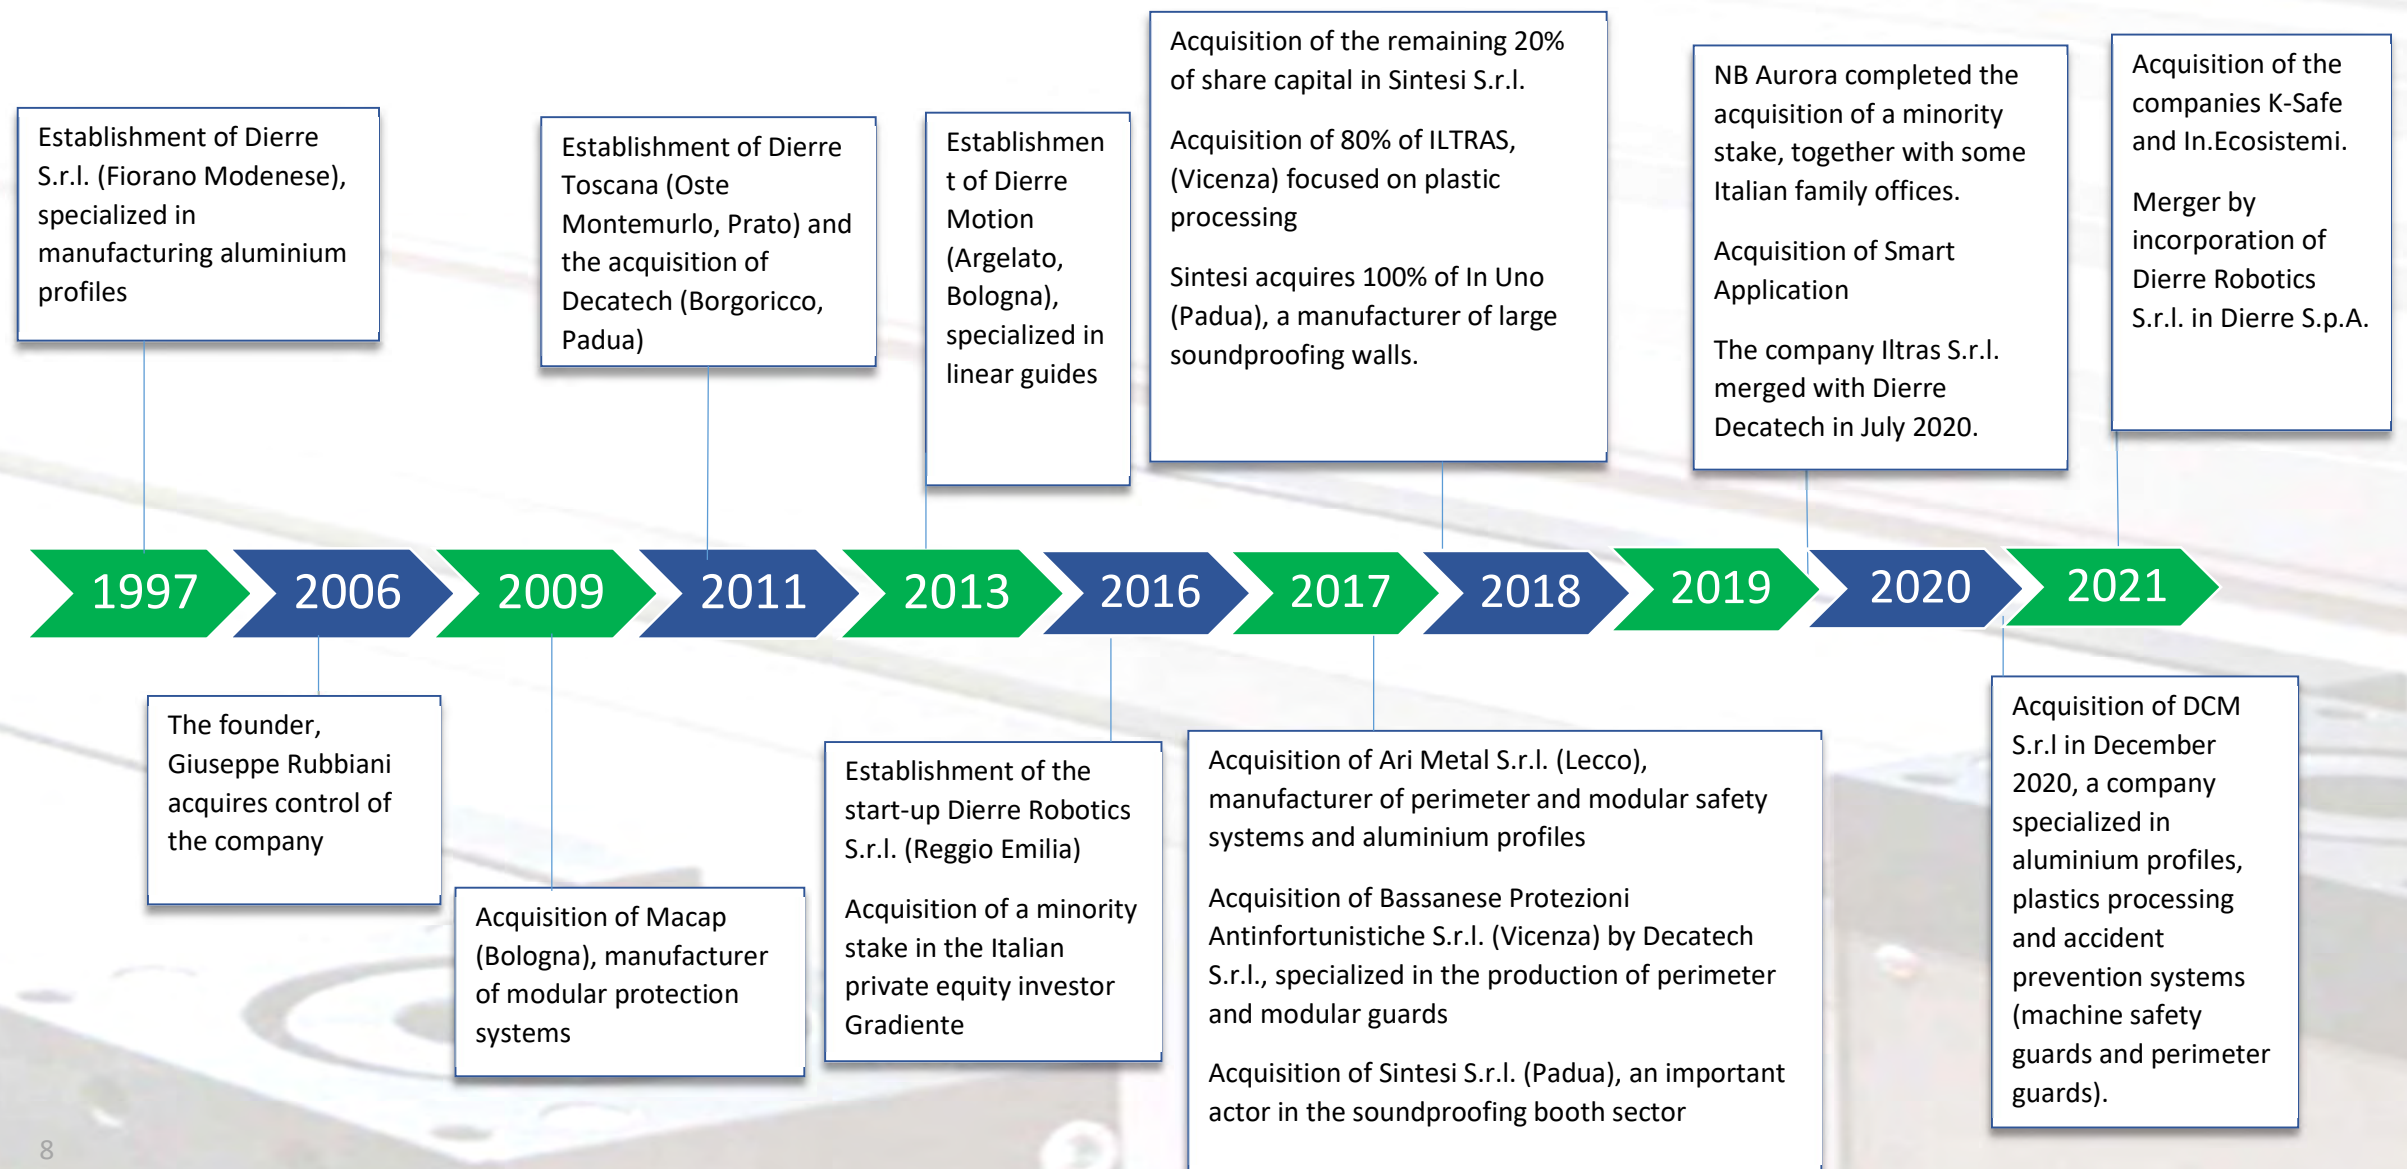 Establishment of Dierre
S.r.l. (Fiorano Modenese),
specialized in
manufacturing aluminium
profiles
Establishment of Dierre
Toscana (Oste
Montemurlo, Prato) and
the acquisition of
Decatech (Borgoricco,
Padua)
Establishmen
t of Dierre
Motion
(Argelato,
Bologna),
specialized in
linear guides
Acquisition of the remaining 20%
of share capital in Sintesi S.r.l.
Acquisition of 80% of ILTRAS,
(Vicenza) focused on plastic
processing
Sintesi acquires 100% of In Uno
(Padua), a manufacturer of large
soundproofing walls.
NB Aurora completed the
acquisition of a minority
stake, together with some
Italian family offices.
Acquisition of Smart
Application
The company Iltras S.r.l.
merged with Dierre
Decatech in July 2020.
Acquisition of the
companies K-Safe
and In.Ecosistemi.
Merger by
incorporation of
Dierre Robotics
S.r.l. in Dierre S.p.A.
1997
2006
2009
2011
2013
2016
2017
2018
2019
2020
2021
The founder,
Giuseppe Rubbiani
acquires control of
the company
Acquisition of Macap
(Bologna), manufacturer
of modular protection
systems
Establishment of the
start-up Dierre Robotics
S.r.l. (Reggio Emilia)
Acquisition of a minority
stake in the Italian
private equity investor
Gradiente
Acquisition of Ari Metal S.r.l. (Lecco),
manufacturer of perimeter and modular safety
systems and aluminium profiles
Acquisition of Bassanese Protezioni
Antinfortunistiche S.r.l. (Vicenza) by Decatech
S.r.l., specialized in the production of perimeter
and modular guards
Acquisition of Sintesi S.r.l. (Padua), an important
actor in the soundproofing booth sector
Acquisition of DCM
S.r.l in December
2020, a company
specialized in
aluminium profiles,
plastics processing
and accident
prevention systems
(machine safety
guards and perimeter
guards).
8